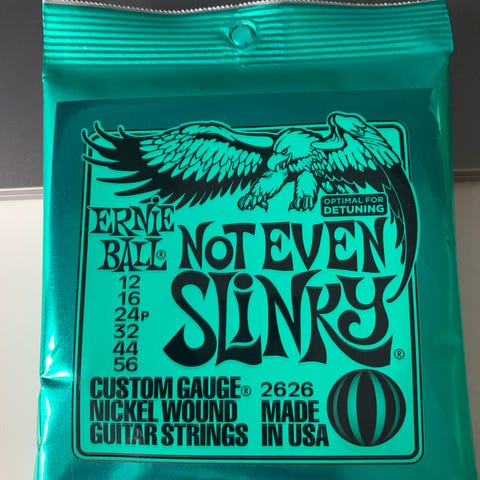 OPTIMAL FOR
DETUNING
ERNIE
BALL®
NOT EVEN
SLINKY®
12
16
24P
32
44
56
CUSTOM GAUGE®
NICKEL WOUND
GUITAR STRINGS
2626
MADE
IN USA